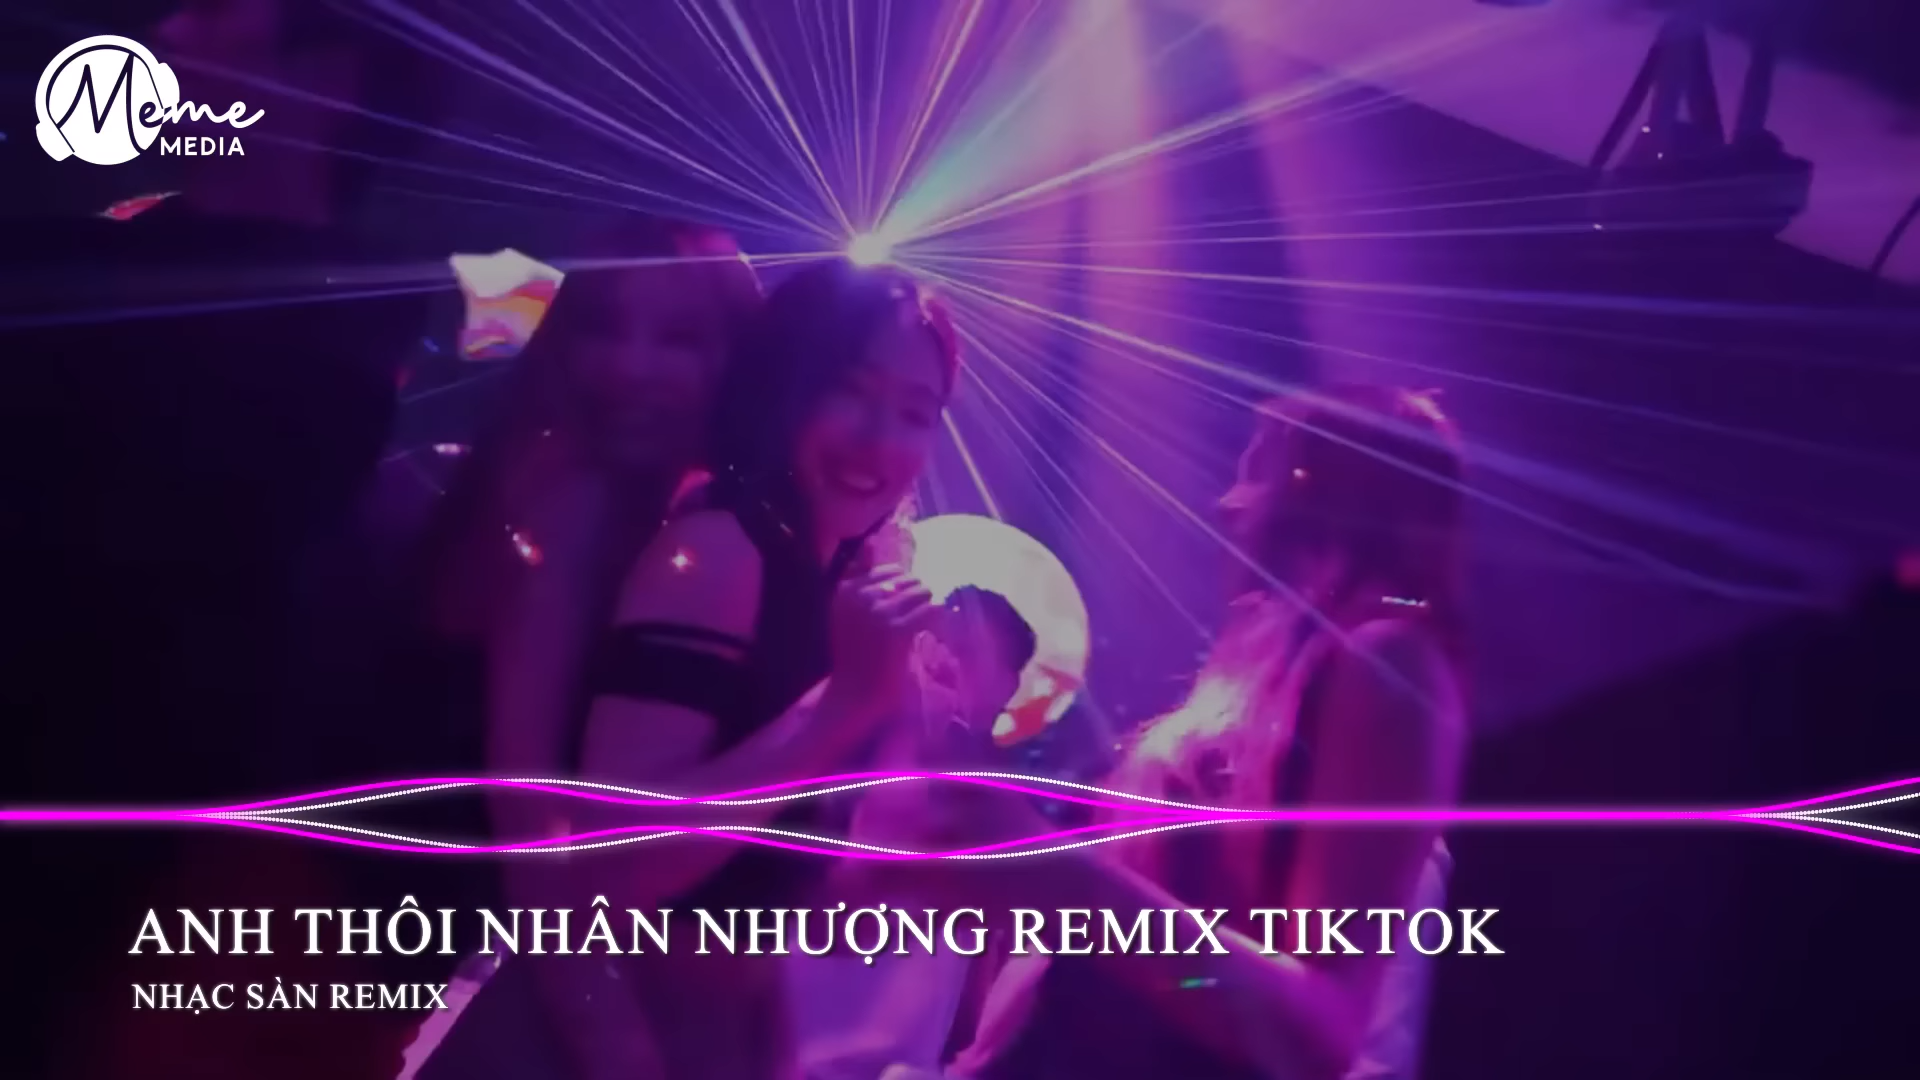 Meme
MEDIA
ANH THÔI NHÂN NHƯỢNG REMIX TIKTOK
NHẠC SÀN REMIX